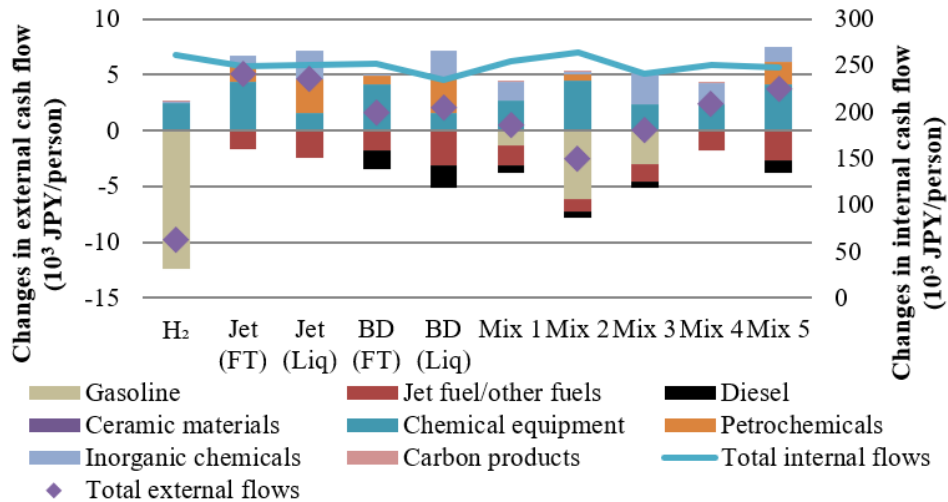 Changes in external cash flow
(10³ JPY/person)
10
5
0
-5
-10
-15
300
250
200
150
100
50
0
Changes in internal cash flow
(10³ JPY/person)
H₂
Jet
(FT)
Jet
(Liq)
BD
(FT)
BD
(Liq)
Mix 1
Mix 2
Mix 3
Mix 4
Mix 5
Gasoline
Jet fuel/other fuels
Diesel
Ceramic materials
Chemical equipment
Petrochemicals
Inorganic chemicals
Carbon products
Total internal flows
Total external flows